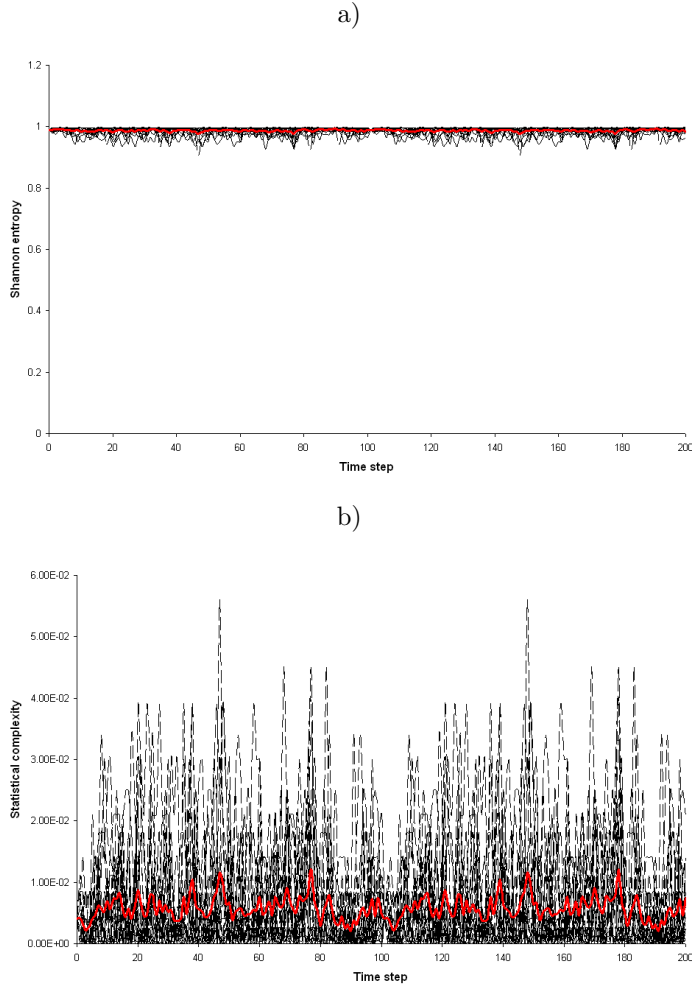 a)
1.2
1
0.8
0.6
0.4
0.2
0
Shannon entropy
0 20 40 60 80 100 120 140 160 180 200
Time step
b)
6.00E-02
5.00E-02
4.00E-02
3.00E-02
2.00E-02
1.00E-02
0.00E+00
Statistical complexity
0 20 40 60 80 100 120 140 160 180 200
Time step